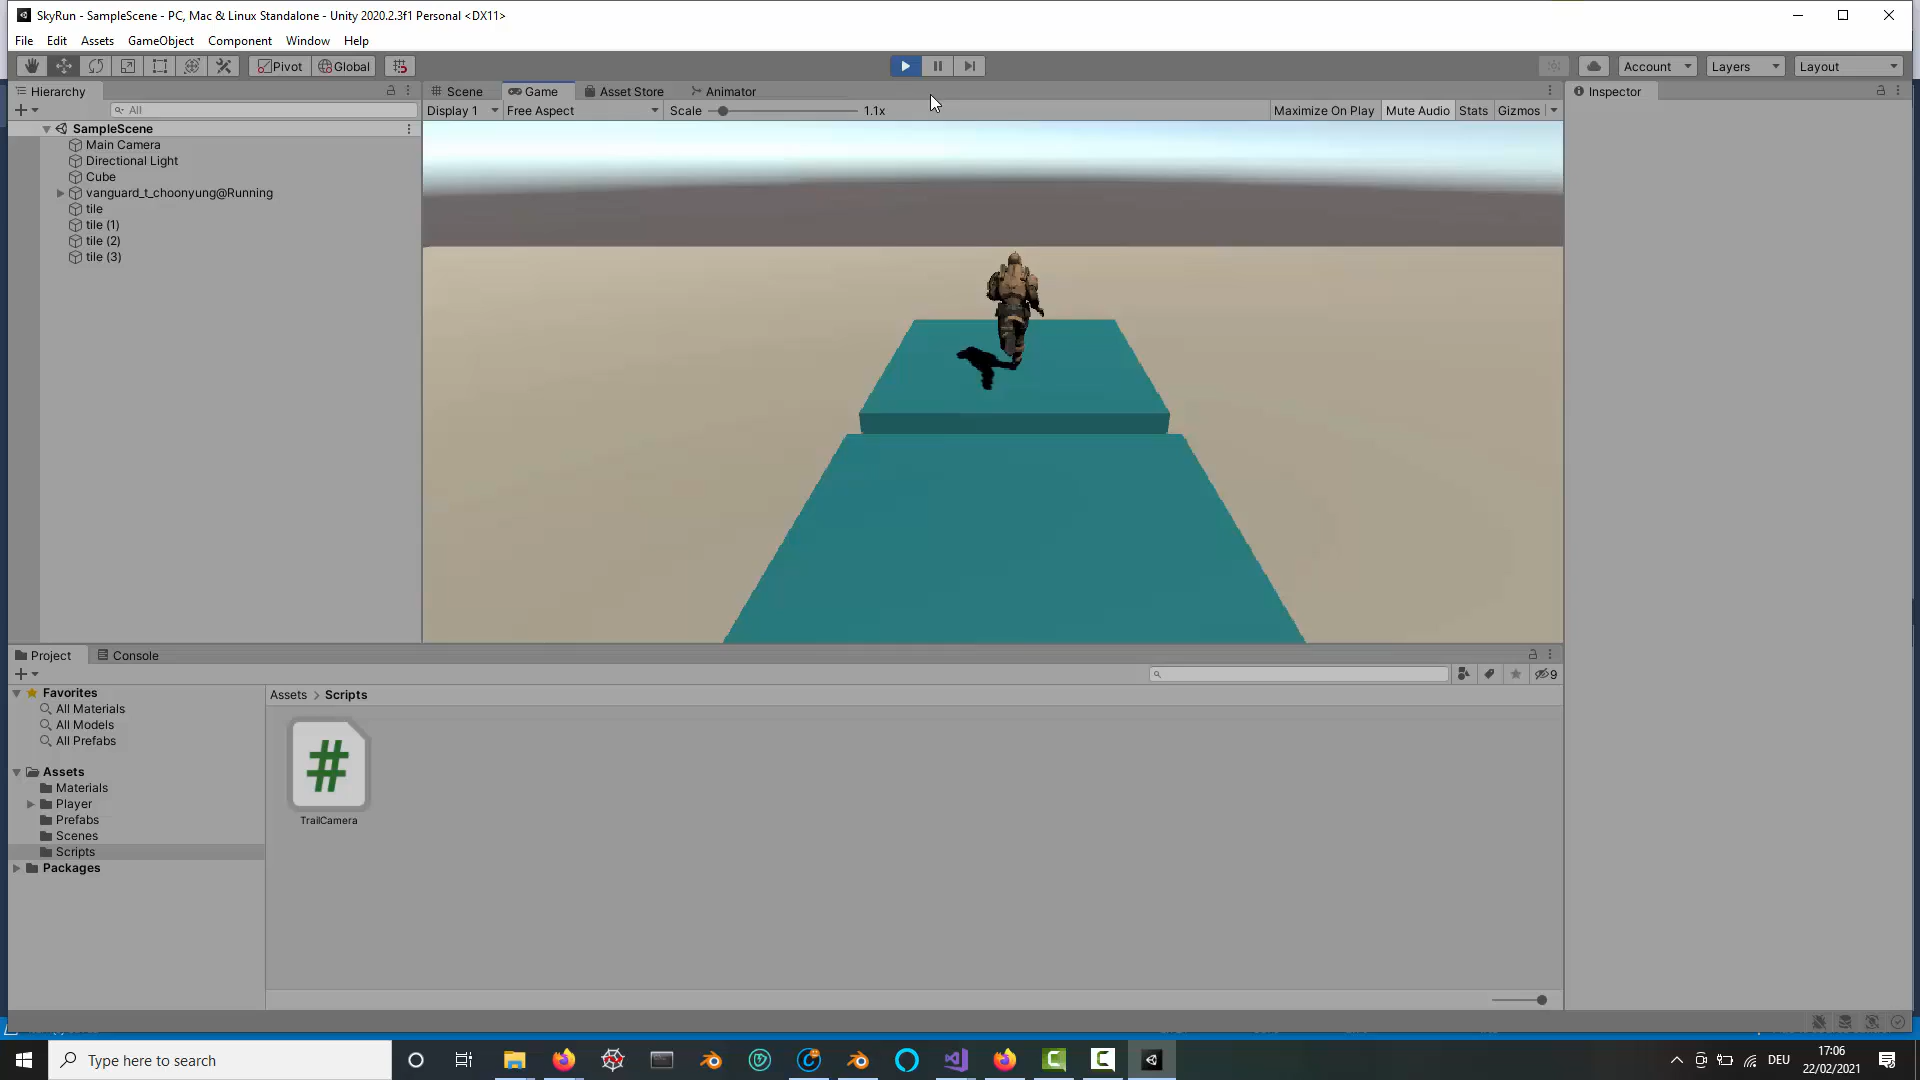 SkyRun - SampleScene - PC, Mac & Linux Standalone - Unity 2020.2.3f1 Personal <DX11>
File Edit Assets GameObject Component Window Help
Pivot Global Account Layers Layout
Hierarchy
All
SampleScene
Main Camera
Directional Light
Cube
vanguard_t_choonyung@Running
tile
tile (1)
tile (2)
tile (3)
Scene Game Asset Store Animator
Display 1 Free Aspect Scale 1.1x Maximize On Play Mute Audio Stats Gizmos
Inspector
Project Console
9
Favorites
All Materials
All Models
All Prefabs
Assets
Materials
Player
Prefabs
Scenes
Scripts
Packages
Assets > Scripts
#
TrailCamera
Type here to search
DEU
17:06
22/02/2021